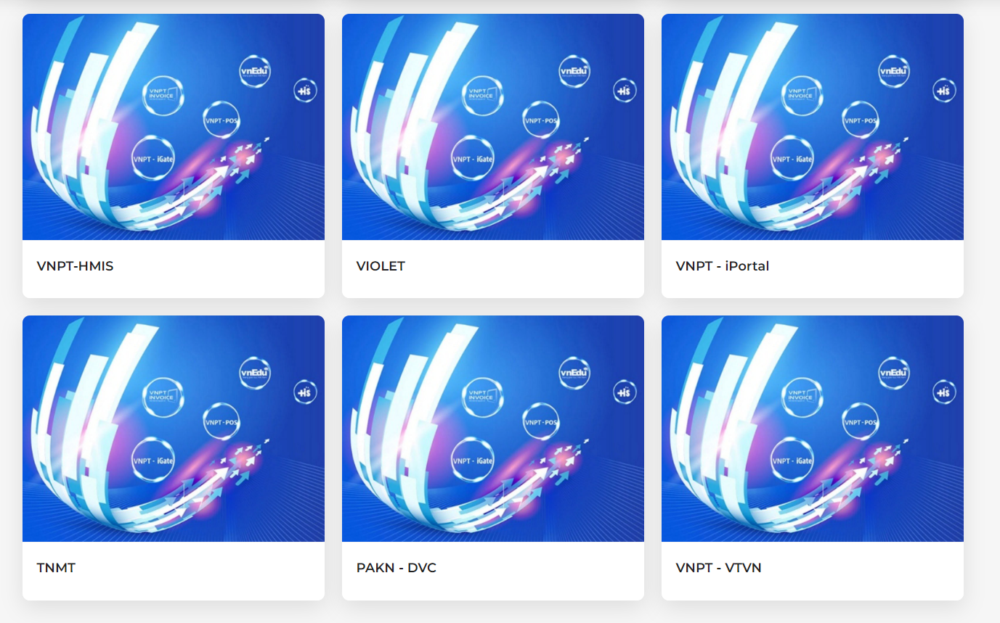 vnEdu
HiS
VNPT
INVOICE
VNPT - POS
VNPT - iGate
vnEdu
HiS
VNPT
INVOICE
VNPT - POS
VNPT - iGate
vnEdu
HiS
VNPT
INVOICE
VNPT - POS
VNPT - iGate
VNPT-HMIS
VIOLET
VNPT - iPortal
vnEdu
HiS
VNPT
INVOICE
VNPT - POS
VNPT - iGate
vnEdu
HiS
VNPT
INVOICE
VNPT - POS
VNPT - iGate
vnEdu
HiS
VNPT
INVOICE
VNPT - POS
VNPT - iGate
TNMT
PAKN - DVC
VNPT - VTVN